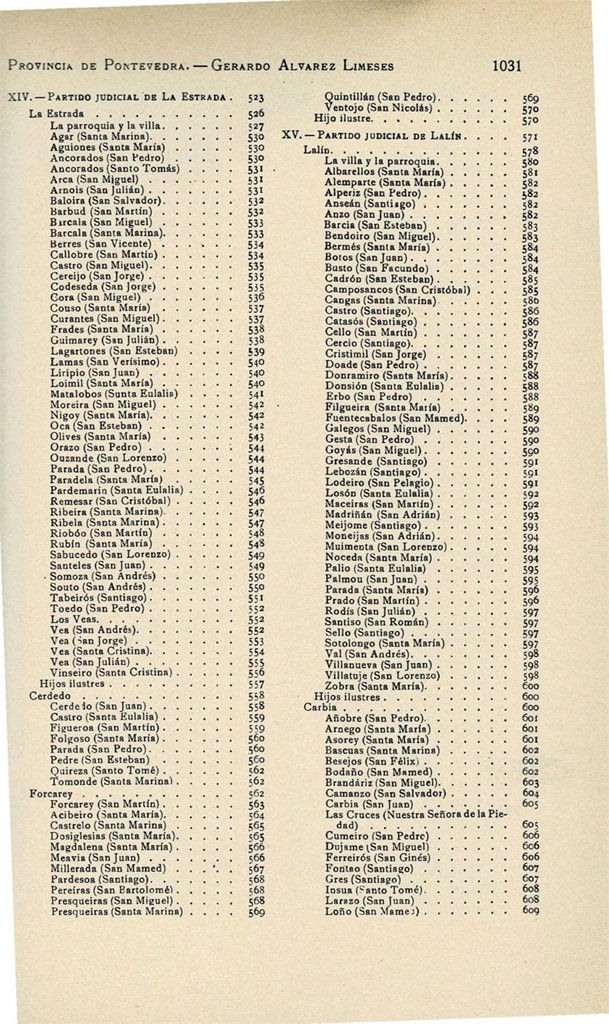 PROVINCIA DE PONTEVEDRA. — GERARDO ALVAREZ LIMESES 1031
XIV. — PARTIDO JUDICIAL DE LA ESTRADA . 523
La Estrada . . . . . . . . . . 526
La parroquia y la villa. . . . . . . 527
Agar (Santa Marina). . . . . . . 530
Aguiones (Santa María) . . . . . . 530
Ancorados (San Pedro) . . . . . . 530
Ancorados (Santo Tomás) . . . . . 531
Arca (San Miguel) . . . . . . . 531
Arnois (San Julián) . . . . . . . 531
Baloira (San Salvador). . . . . . . 532
Barbud (San Martín) . . . . . . . 532
Barcala (San Miguel) . . . . . . . 533
Barcala (Santa Marina). . . . . . . 533
Berres (San Vicente) . . . . . . . 534
Callobre (San Martín) . . . . . . . 534
Castro (San Miguel). . . . . . . 535
Cereijo (San Jorge) . . . . . . . 535
Codeseda (San Jorge) . . . . . . . 535
Cora (San Miguel) . . . . . . . 536
Couso (Santa María) . . . . . . . 537
Curantes (San Miguel) . . . . . . . 537
Frades (Santa María) . . . . . . . 538
Guimarey (San Julián) . . . . . . . 538
Lagartones (San Esteban) . . . . . 539
Lamas (San Verísimo). . . . . . . 540
Liripio (San Juan) . . . . . . . 540
Loimil (Santa María) . . . . . . . 540
Matalobos (Sunta Eulalia) . . . . . 541
Moreira (San Miguel) . . . . . . . 542
Nigoy (Santa María). . . . . . . 542
Oca (San Esteban) . . . . . . . 542
Olives (Santa María) . . . . . . . 543
Orazo (San Pedro) . . . . . . . 544
Ouzande (San Lorenzo) . . . . . . 544
Parada (San Pedro). . . . . . . 544
Paradela (Santa María) . . . . . . 545
Pardemarín (Santa Eulalia) . . . . . 546
Remesar (San Cristóbal) . . . . . . 546
Ribeira (Santa Marina). . . . . . . 547
Ribela (Santa Marina) . . . . . . . 547
Riobóo (San Martín) . . . . . . . 548
Rubín (Santa María) . . . . . . . 548
Sabucedo (San Lorenzo) . . . . . . 549
Santeles (San Juan) . . . . . . . 549
Somoza (San Andrés) . . . . . . . 550
Souto (San Andrés). . . . . . . 550
Tabeirós (Santiago) . . . . . . . 551
Toedo (San Pedro) . . . . . . . 552
Los Veas. . . . . . . . . . 552
Vea (San Andrés). . . . . . . . 552
Vea (San Jorge) . . . . . . . . 553
Vea (Santa Cristina). . . . . . . 554
Vea (San Julián) . . . . . . . . 555
Vinseiro (Santa Cristina) . . . . . . 556
Hijos ilustres . . . . . . . . . 557
Cerdedo . . . . . . . . . . 558
Cerdedo (San Juan) . . . . . . . 558
Castro (Santa Eulalia) . . . . . . . 559
Figueroa (San Martín) . . . . . . . 559
Folgoso (Santa María) . . . . . . . 560
Parada (San Pedro). . . . . . . 560
Pedre (San Esteban) . . . . . . . 560
Quireza (Santo Tomé) . . . . . . . 562
Tomonde (Santa Marina) . . . . . . 562
Forcarey . . . . . . . . . . 562
Forcarey (San Martín). . . . . . . 563
Acibeiro (Santa María). . . . . . . 564
Castrelo (Santa Marina) . . . . . . 565
Dosiglesias (Santa María). . . . . . 565
Magdalena (Santa María) . . . . . . 566
Meavia (San Juan) . . . . . . . 566
Millerada (San Mamed) . . . . . . 567
Pardesoa (Santiago). . . . . . . 568
Pereiras (San Bartolomé). . . . . . 568
Presqueiras (San Miguel) . . . . . 568
Presqueiras (Santa Marina) . . . . . 569
Quintillán (San Pedro). . . . . . . 569
Ventojo (San Nicolás) . . . . . . . 570
Hijo ilustre. . . . . . . . . . 570
XV. — PARTIDO JUDICIAL DE LALÍN. . . . 571
Lalín. . . . . . . . . . . 578
La villa y la parroquia. . . . . . . 580
Albarellos (Santa María) . . . . . . 581
Alemparte (Santa María) . . . . . . 582
Alperiz (San Pedro) . . . . . . . 582
Anseán (Santiago) . . . . . . . 582
Anzo (San Juan) . . . . . . . . 582
Barcia (San Esteban) . . . . . . . 583
Bendoiro (San Miguel). . . . . . . 583
Bermés (Santa María) . . . . . . . 584
Botos (San Juan) . . . . . . . . 584
Busto (San Facundo) . . . . . . . 584
Cadrón (San Esteban) . . . . . . . 585
Camposancos (San Cristóbal) . . . . 585
Cangas (Santa Marina) . . . . . . 586
Castro (Santiago). . . . . . . . 586
Catasós (Santiago) . . . . . . . 586
Cello (San Martín) . . . . . . . 587
Cercio (Santiago). . . . . . . . 587
Cristimil (San Jorge) . . . . . . . 587
Doade (San Pedro) . . . . . . . 587
Donramiro (Santa María). . . . . . 588
Donsión (Santa Eulalia) . . . . . . 588
Erbo (San Pedro) . . . . . . . 588
Filgueira (Santa María) . . . . . . 589
Fuentecabalos (San Mamed). . . . . 589
Galegos (San Miguel) . . . . . . . 590
Gesta (San Pedro) . . . . . . . 590
Goyás (San Miguel) . . . . . . . 590
Gresande (Santiago) . . . . . . . 591
Lebozán (Santiago) . . . . . . . 591
Lodeiro (San Pelagio) . . . . . . . 591
Losón (Santa Eulalia) . . . . . . . 592
Maceiras (San Martín) . . . . . . . 592
Madriñán (San Adrián) . . . . . . 593
Meijome (Santiago) . . . . . . . 593
Moneijas (San Adrián). . . . . . . 594
Muimenta (San Lorenzo). . . . . . 594
Noceda (Santa María) . . . . . . . 594
Palio (Santa Eulalia) . . . . . . . 595
Palmou (San Juan) . . . . . . . 595
Parada (Santa María) . . . . . . . 596
Prado (San Martín) . . . . . . . 596
Rodís (San Julián) . . . . . . . 597
Santiso (San Román) . . . . . . . 597
Sello (Santiago) . . . . . . . . 597
Sotolongo (Santa María) . . . . . . 597
Val (San Andrés). . . . . . . . 598
Villanueva (San Juan) . . . . . . . 598
Villatuje (San Lorenzo) . . . . . . 598
Zobra (Santa María). . . . . . . 600
Hijos ilustres . . . . . . . . . 600
Carbia . . . . . . . . . . . 600
Añobre (San Pedro). . . . . . . 601
Arnego (Santa María) . . . . . . . 601
Asorey (Santa María) . . . . . . . 601
Bascuas (Santa Marina) . . . . . . 602
Besejos (San Félix) . . . . . . . 602
Bodaño (San Mamed) . . . . . . . 602
Brandáriz (San Miguel). . . . . . . 603
Camanzo (San Salvador) . . . . . . 604
Carbia (San Juan) . . . . . . . 605
Las Cruces (Nuestra Señora de la Pie-
dad) . . . . . . . . . . 605
Cumeiro (San Pedro) . . . . . . . 606
Dujame (San Miguel) . . . . . . . 606
Ferreirós (San Ginés) . . . . . . . 606
Fontao (Santiago) . . . . . . . 607
Gres (Santiago) . . . . . . . . 607
Insua (Santo Tomé). . . . . . . 608
Larazo (San Juan) . . . . . . . 608
Loño (San Mamed) . . . . . . . 609